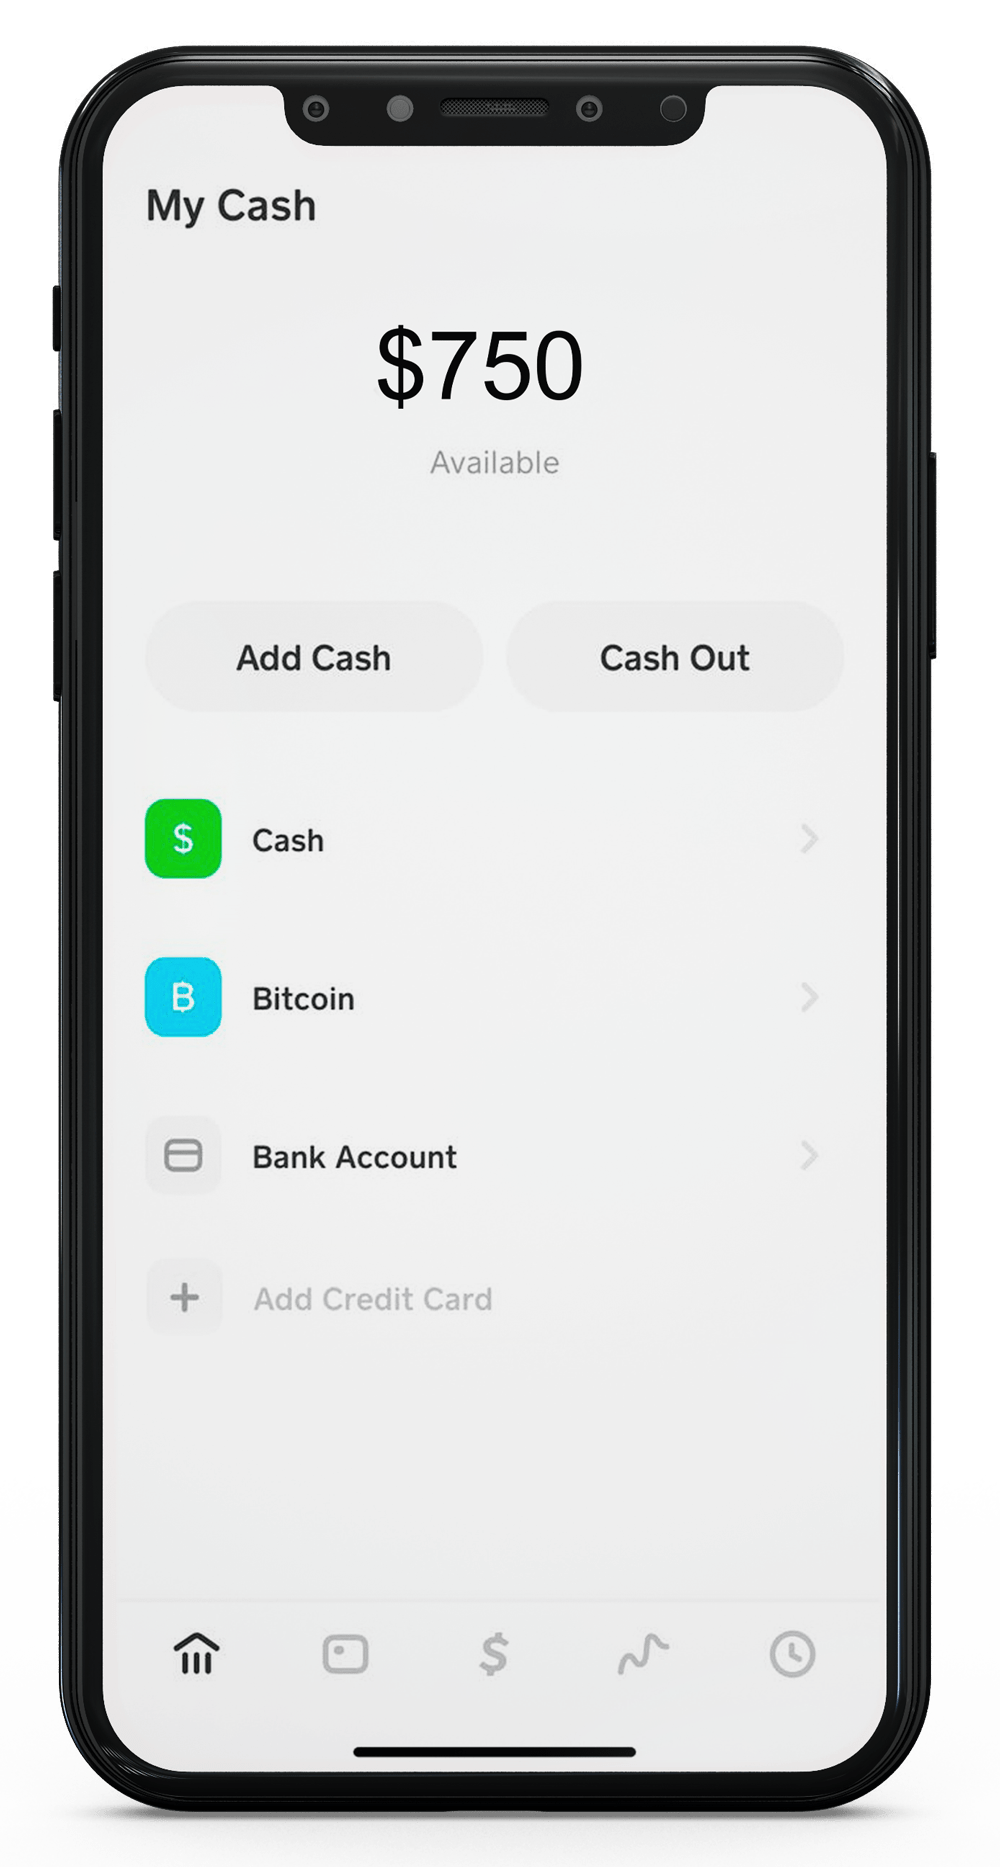 My Cash
$750
Available
Add Cash
Cash Out
$ Cash
B Bitcoin
Bank Account
+ Add Credit Card
$